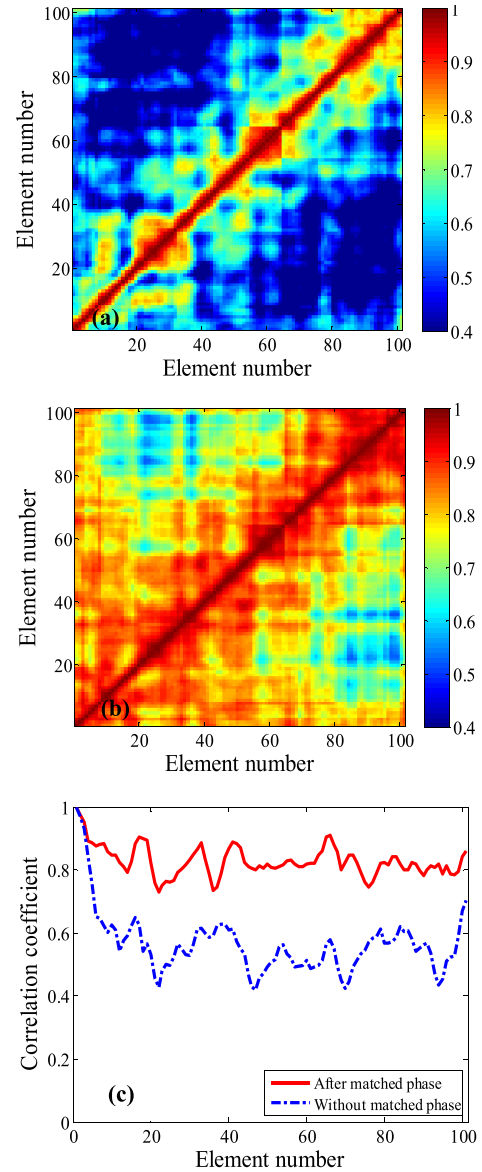 100
80
60
40
20
Element number
(a)
20 40 60 80 100
Element number
1
0.9
0.8
0.7
0.6
0.5
0.4
100
80
60
40
20
Element number
(b)
20 40 60 80 100
Element number
1
0.9
0.8
0.7
0.6
0.5
0.4
1
0.8
0.6
0.4
0.2
0
Correlation coefficient
(c)
After matched phase
Without matched phase
0 20 40 60 80 100
Element number